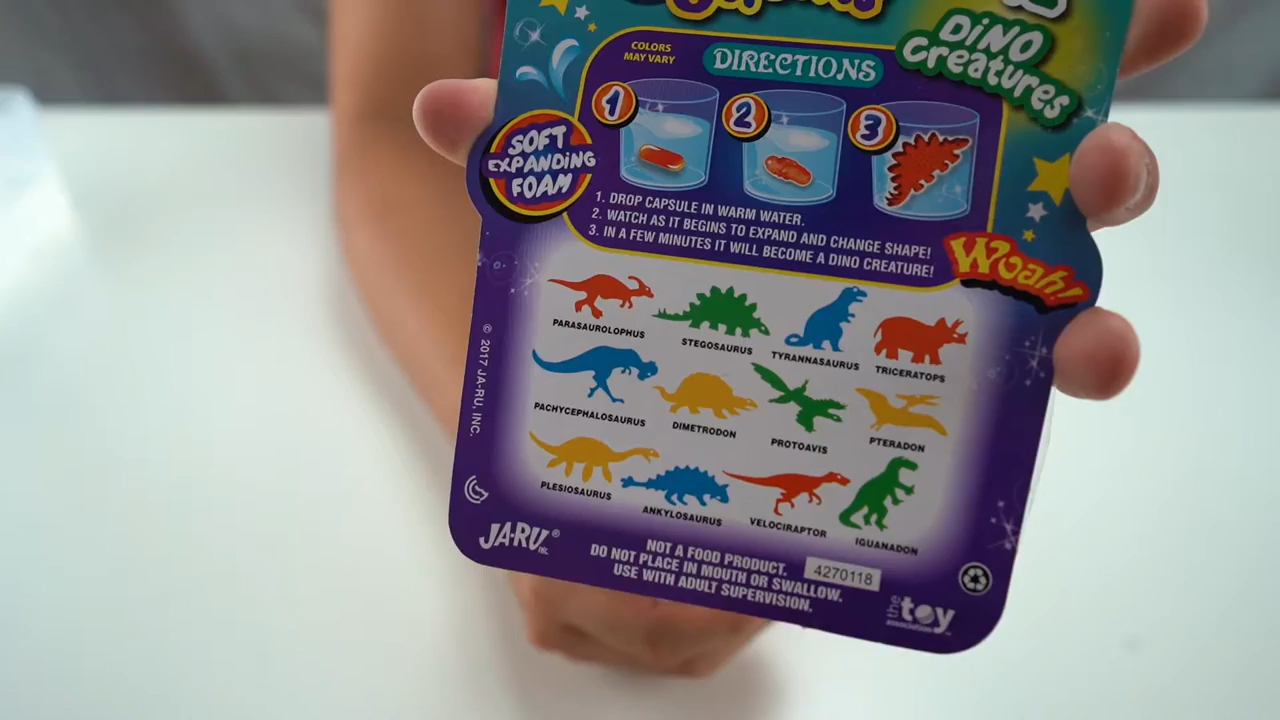 DiNO
Creatures
COLORS
MAY VARY
DIRECTIONS
1
2
3
SOFT
EXPANDING
FOAM
1. DROP CAPSULE IN WARM WATER.
2. WATCH AS IT BEGINS TO EXPAND AND CHANGE SHAPE!
3. IN A FEW MINUTES IT WILL BECOME A DINO CREATURE!
Woah!
PARASAUROLOPHUS
STEGOSAURUS
TYRANNASAURUS
TRICERATOPS
PACHYCEPHALOSAURUS
DIMETRODON
PROTOAVIS
PTERADON
PLESIOSAURUS
ANKYLOSAURUS
VELOCIRAPTOR
IGUANADON
© 2017 JA-RU, INC.
JA-RU® INC.
NOT A FOOD PRODUCT.
DO NOT PLACE IN MOUTH OR SWALLOW.
USE WITH ADULT SUPERVISION.
4270118
the toy
association